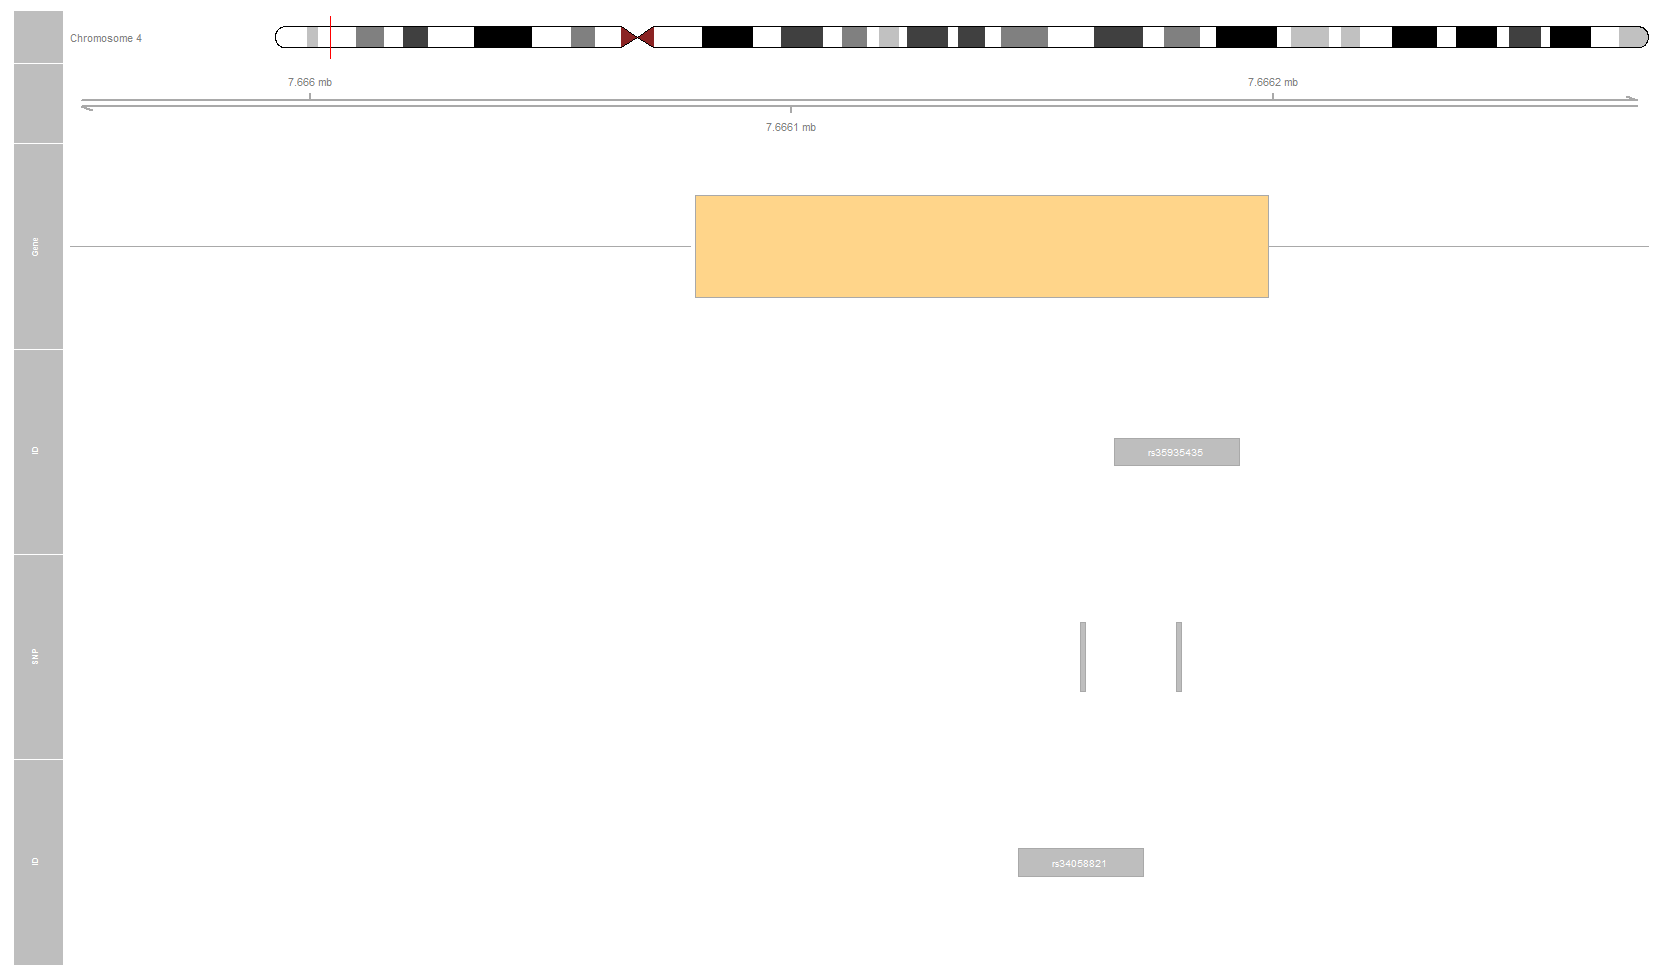 Chromosome 4
7.666 mb
7.6662 mb
7.6661 mb
Gene
ID
rs35935435
SNP
ID
rs34058821